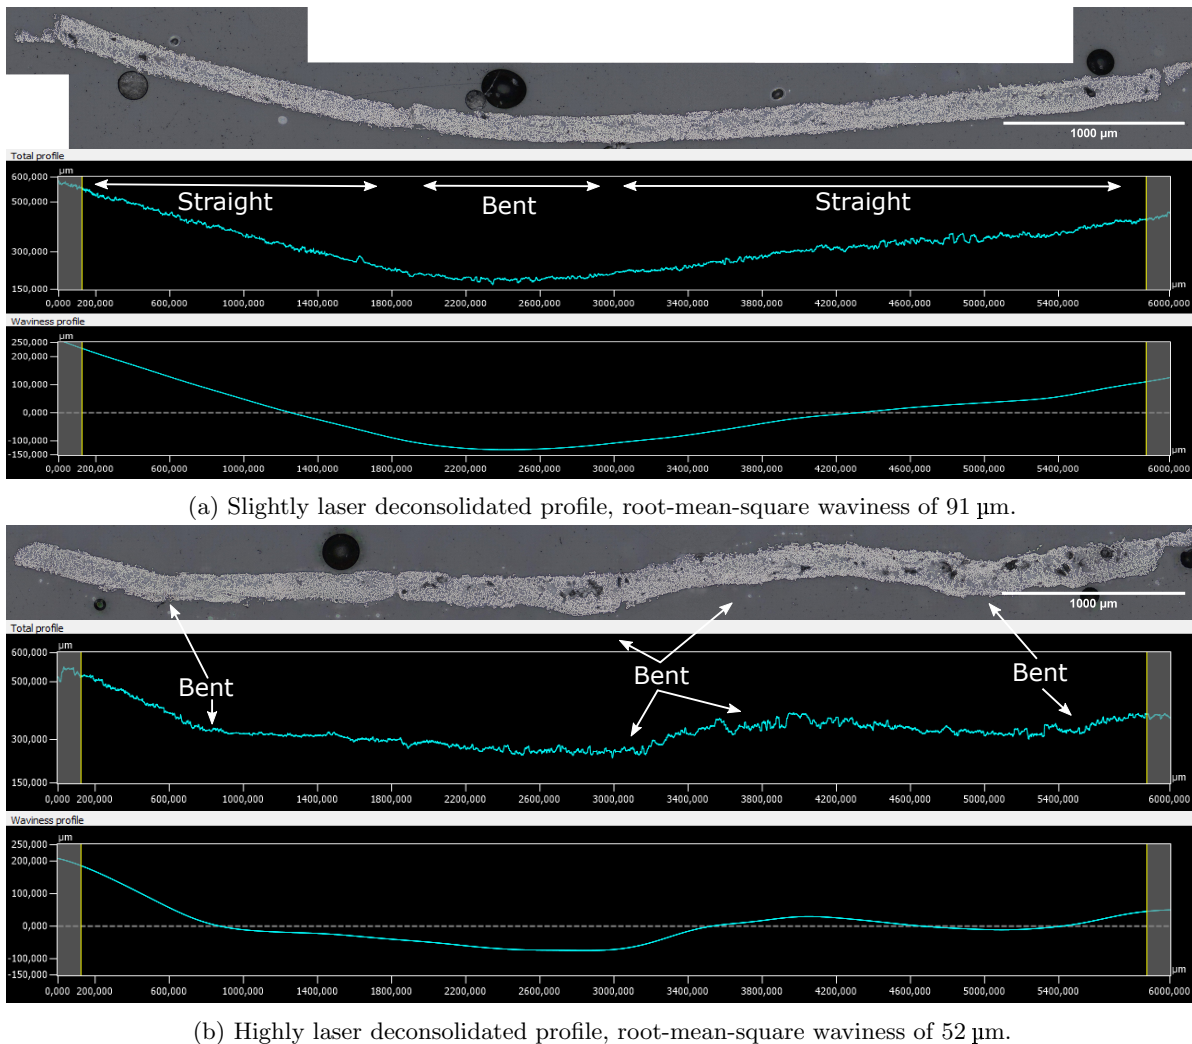 1000 µm
Total profile
µm
600,000
Straight
Bent
Straight
500,000
300,000
150,000
µm
0,000 200,000 600,000 1000,000 1400,000 1800,000 2200,000 2600,000 3000,000 3400,000 3800,000 4200,000 4600,000 5000,000 5400,000 6000,000
Waviness profile
µm
250,000
200,000
100,000
0,000
-100,000
-150,000
µm
0,000 200,000 600,000 1000,000 1400,000 1800,000 2200,000 2600,000 3000,000 3400,000 3800,000 4200,000 4600,000 5000,000 5400,000 6000,000
(a) Slightly laser deconsolidated profile, root-mean-square waviness of 91 µm.
1000 µm
Total profile
µm
600,000
500,000
Bent
Bent
Bent
300,000
150,000
µm
0,000 200,000 600,000 1000,000 1400,000 1800,000 2200,000 2600,000 3000,000 3400,000 3800,000 4200,000 4600,000 5000,000 5400,000 6000,000
Waviness profile
µm
250,000
200,000
100,000
0,000
-100,000
-150,000
µm
0,000 200,000 600,000 1000,000 1400,000 1800,000 2200,000 2600,000 3000,000 3400,000 3800,000 4200,000 4600,000 5000,000 5400,000 6000,000
(b) Highly laser deconsolidated profile, root-mean-square waviness of 52 µm.